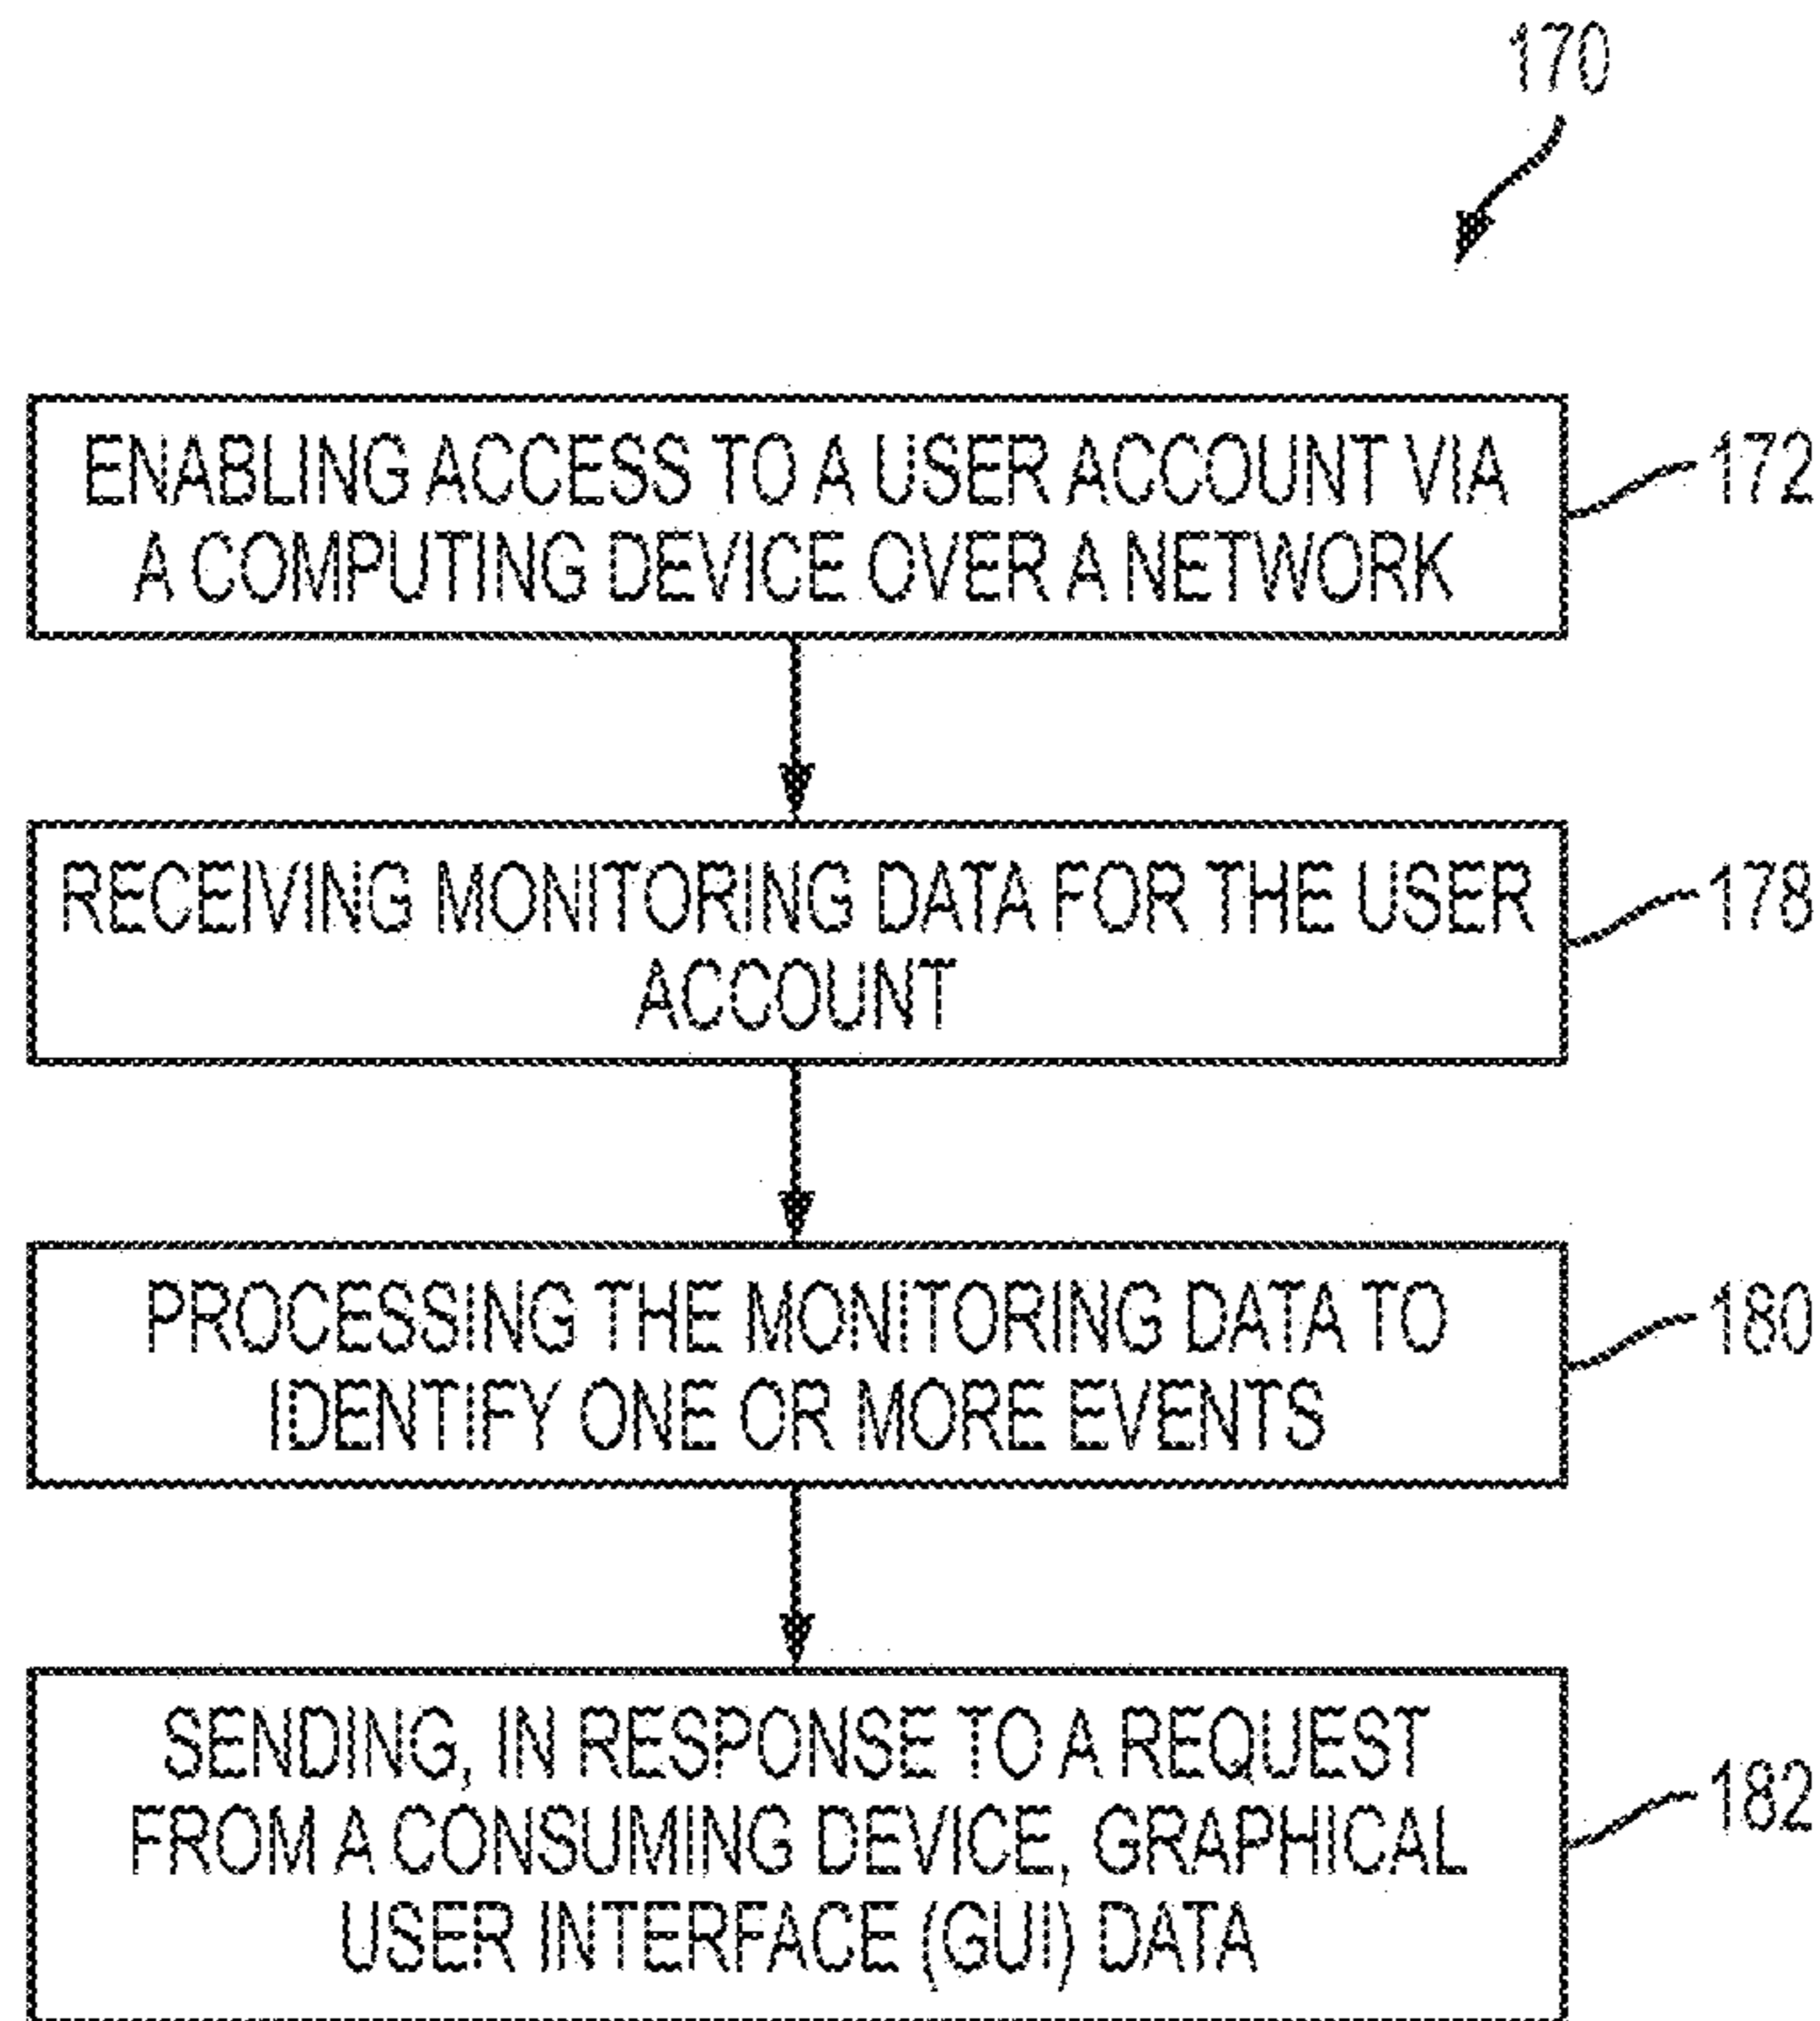 170
ENABLING ACCESS TO A USER ACCOUNT VIA
A COMPUTING DEVICE OVER A NETWORK
172
RECEIVING MONITORING DATA FOR THE USER
ACCOUNT
178
PROCESSING THE MONITORING DATA TO
IDENTIFY ONE OR MORE EVENTS
180
SENDING, IN RESPONSE TO A REQUEST
FROM A CONSUMING DEVICE, GRAPHICAL
USER INTERFACE (GUI) DATA
182